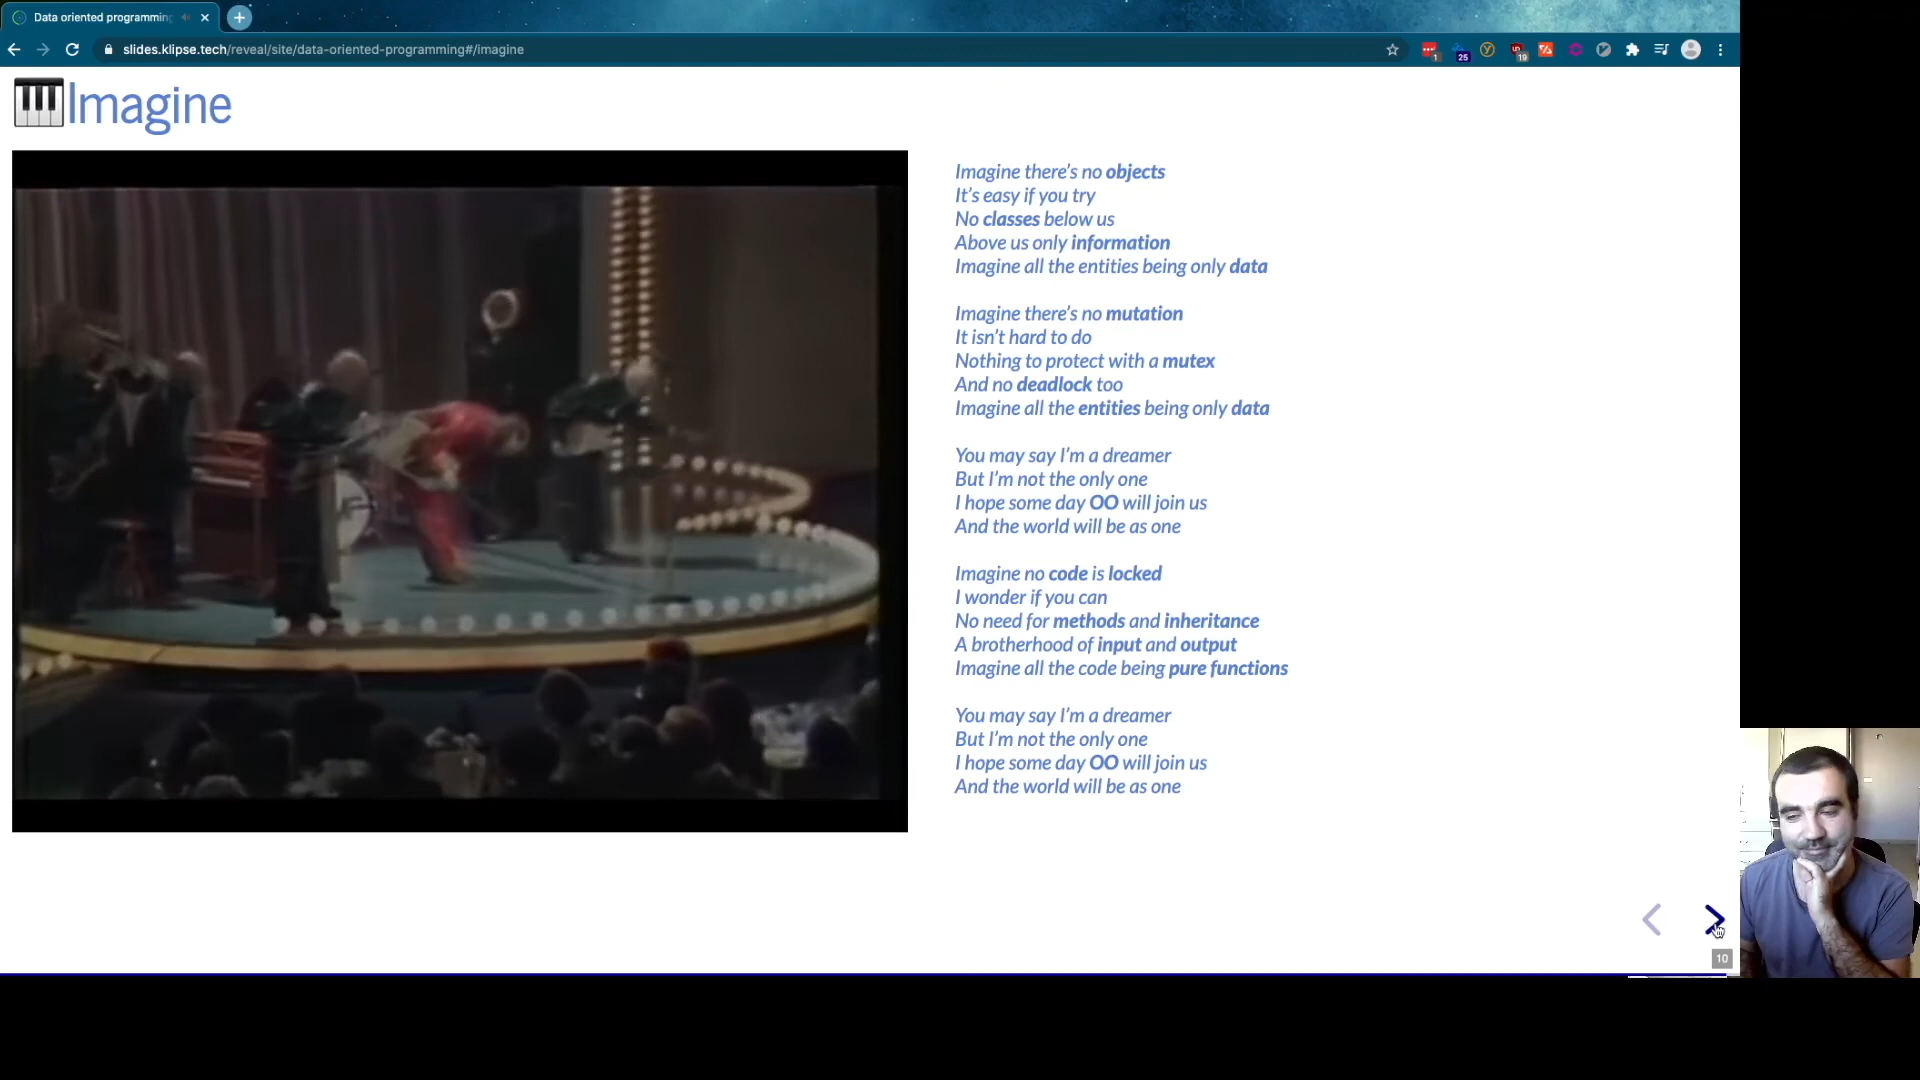 Data oriented programmin
slides.klipse.tech/reveal/site/data-oriented-programming#/imagine
1
25
19
Imagine
Imagine there's no objects
It's easy if you try
No classes below us
Above us only information
Imagine all the entities being only data
Imagine there's no mutation
It isn't hard to do
Nothing to protect with a mutex
And no deadlock too
Imagine all the entities being only data
You may say I'm a dreamer
But I'm not the only one
I hope some day OO will join us
And the world will be as one
Imagine no code is locked
I wonder if you can
No need for methods and inheritance
A brotherhood of input and output
Imagine all the code being pure functions
You may say I'm a dreamer
But I'm not the only one
I hope some day OO will join us
And the world will be as one
10